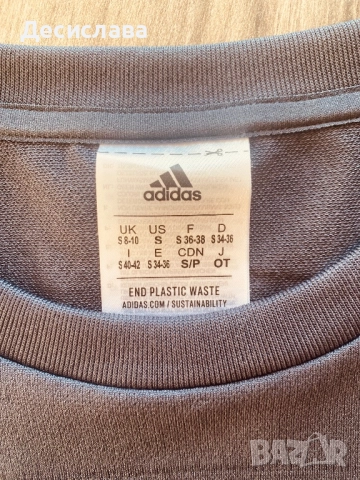 Десислава
adidas
UK US F D
S 8-10 S S 36-38 S 34-36
I E CDN J
S 40-42 S 34-36 S/P OT
END PLASTIC WASTE
ADIDAS.COM / SUSTAINABILITY
BAZAR